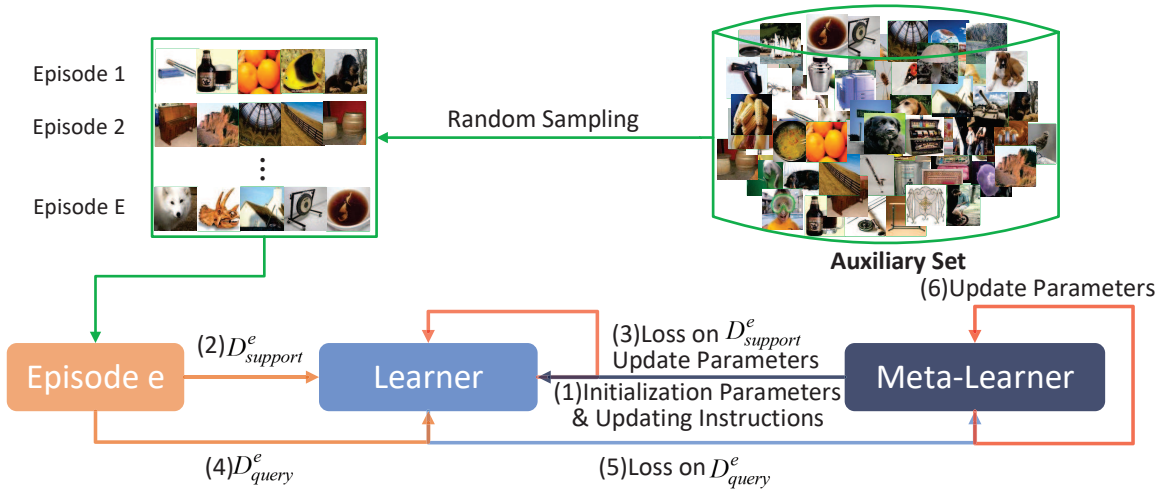 Episode 1
Episode 2
⋮
Episode E
Random Sampling
Auxiliary Set
(6)Update Parameters
(2)D^e_support
(3)Loss on D^e_support
Update Parameters
Episode e
Learner
Meta-Learner
(1)Initialization Parameters
& Updating Instructions
(4)D^e_query
(5)Loss on D^e_query